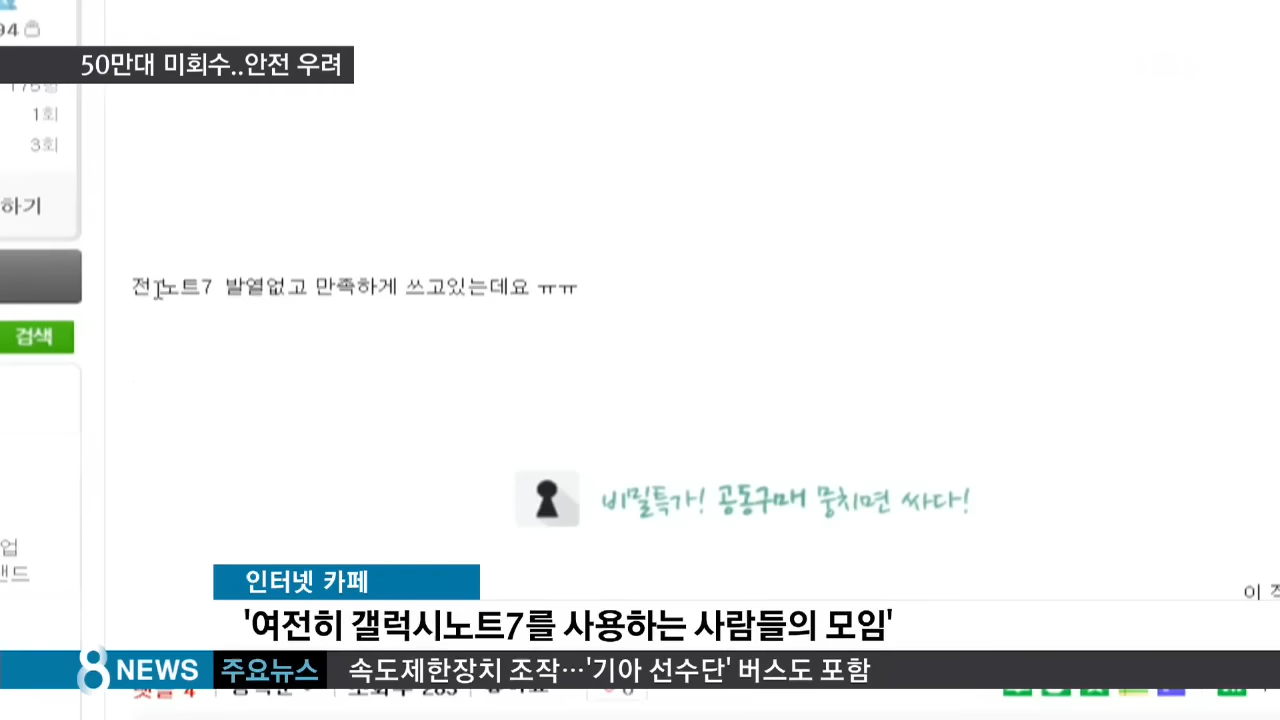 94
50만대 미회수..안전 우려
1회
3회
하기
전 노트7 발열없고 만족하게 쓰고있는데요 ㅠㅠ
검색
비밀특가! 공동구매 뭉치면 싸다!
업
인터넷 카페
이
'여전히 갤럭시노트7를 사용하는 사람들의 모임'
8 NEWS 주요뉴스 속도제한장치 조작…'기아 선수단' 버스도 포함